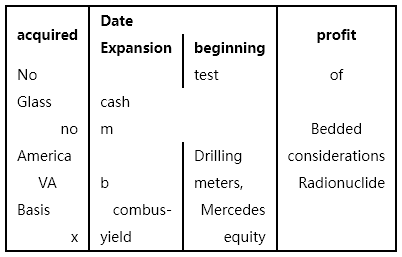 acquired Date profit
Expansion beginning
No test of
Glass cash
no m Bedded
America Drilling considerations
VA b meters, Radionuclide
Basis combus- Mercedes
x yield equity